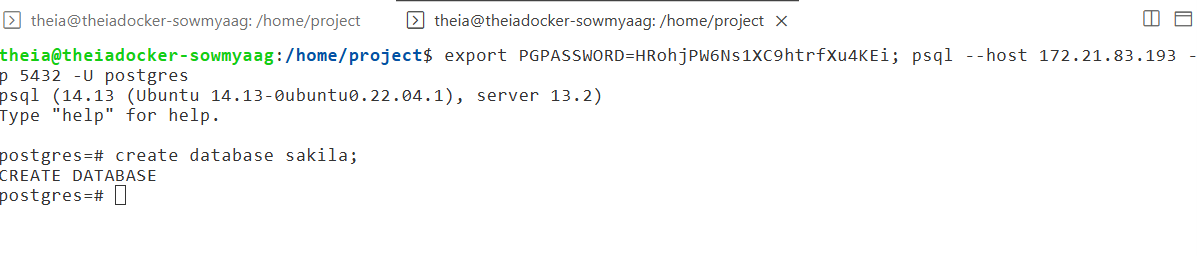 theia@theiadocker-sowmyaag: /home/project theia@theiadocker-sowmyaag: /home/project
theia@theiadocker-sowmyaag:/home/project$ export PGPASSWORD=HRohjPW6Ns1XC9htrfXu4KEi; psql --host 172.21.83.193 -
p 5432 -U postgres
psql (14.13 (Ubuntu 14.13-0ubuntu0.22.04.1), server 13.2)
Type "help" for help.
postgres=# create database sakila;
CREATE DATABASE
postgres=#